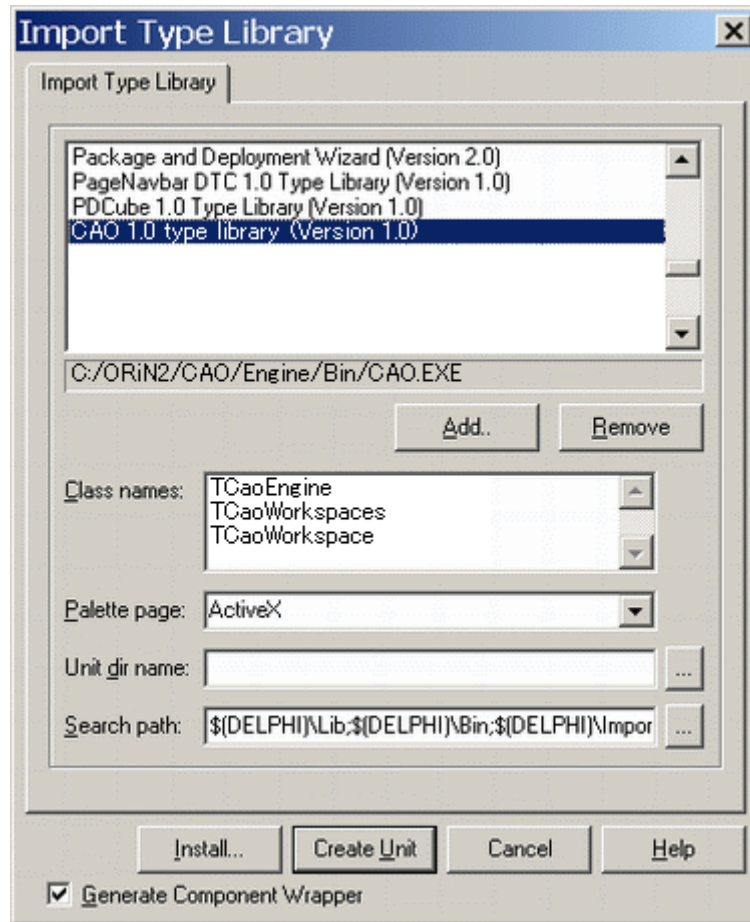 Import Type Library
Import Type Library
Package and Deployment Wizard (Version 2.0)
PageNavbar DTC 1.0 Type Library (Version 1.0)
PDCube 1.0 Type Library (Version 1.0)
CAO 1.0 type library (Version 1.0)
C:/ORiN2/CAO/Engine/Bin/CAO.EXE
Add.. Remove
Class names: TCaoEngine
TCaoWorkspaces
TCaoWorkspace
Palette page: ActiveX
Unit dir name: ...
Search path: $(DELPHI)\Lib;$(DELPHI)\Bin;$(DELPHI)\Impor ...
Install... Create Unit Cancel Help
Generate Component Wrapper